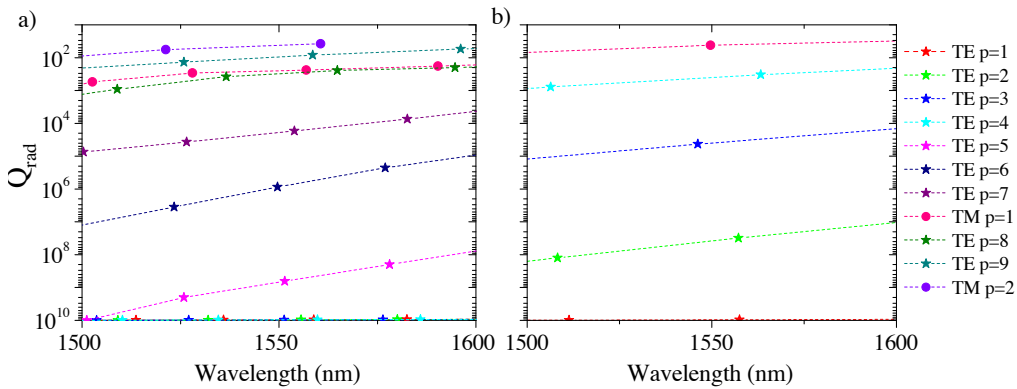 a)
b)
Q_rad
10^2
10^4
10^6
10^8
10^10
1500
1550
1600
1500
1550
1600
Wavelength (nm)
Wavelength (nm)
TE p=1
TE p=2
TE p=3
TE p=4
TE p=5
TE p=6
TE p=7
TM p=1
TE p=8
TE p=9
TM p=2